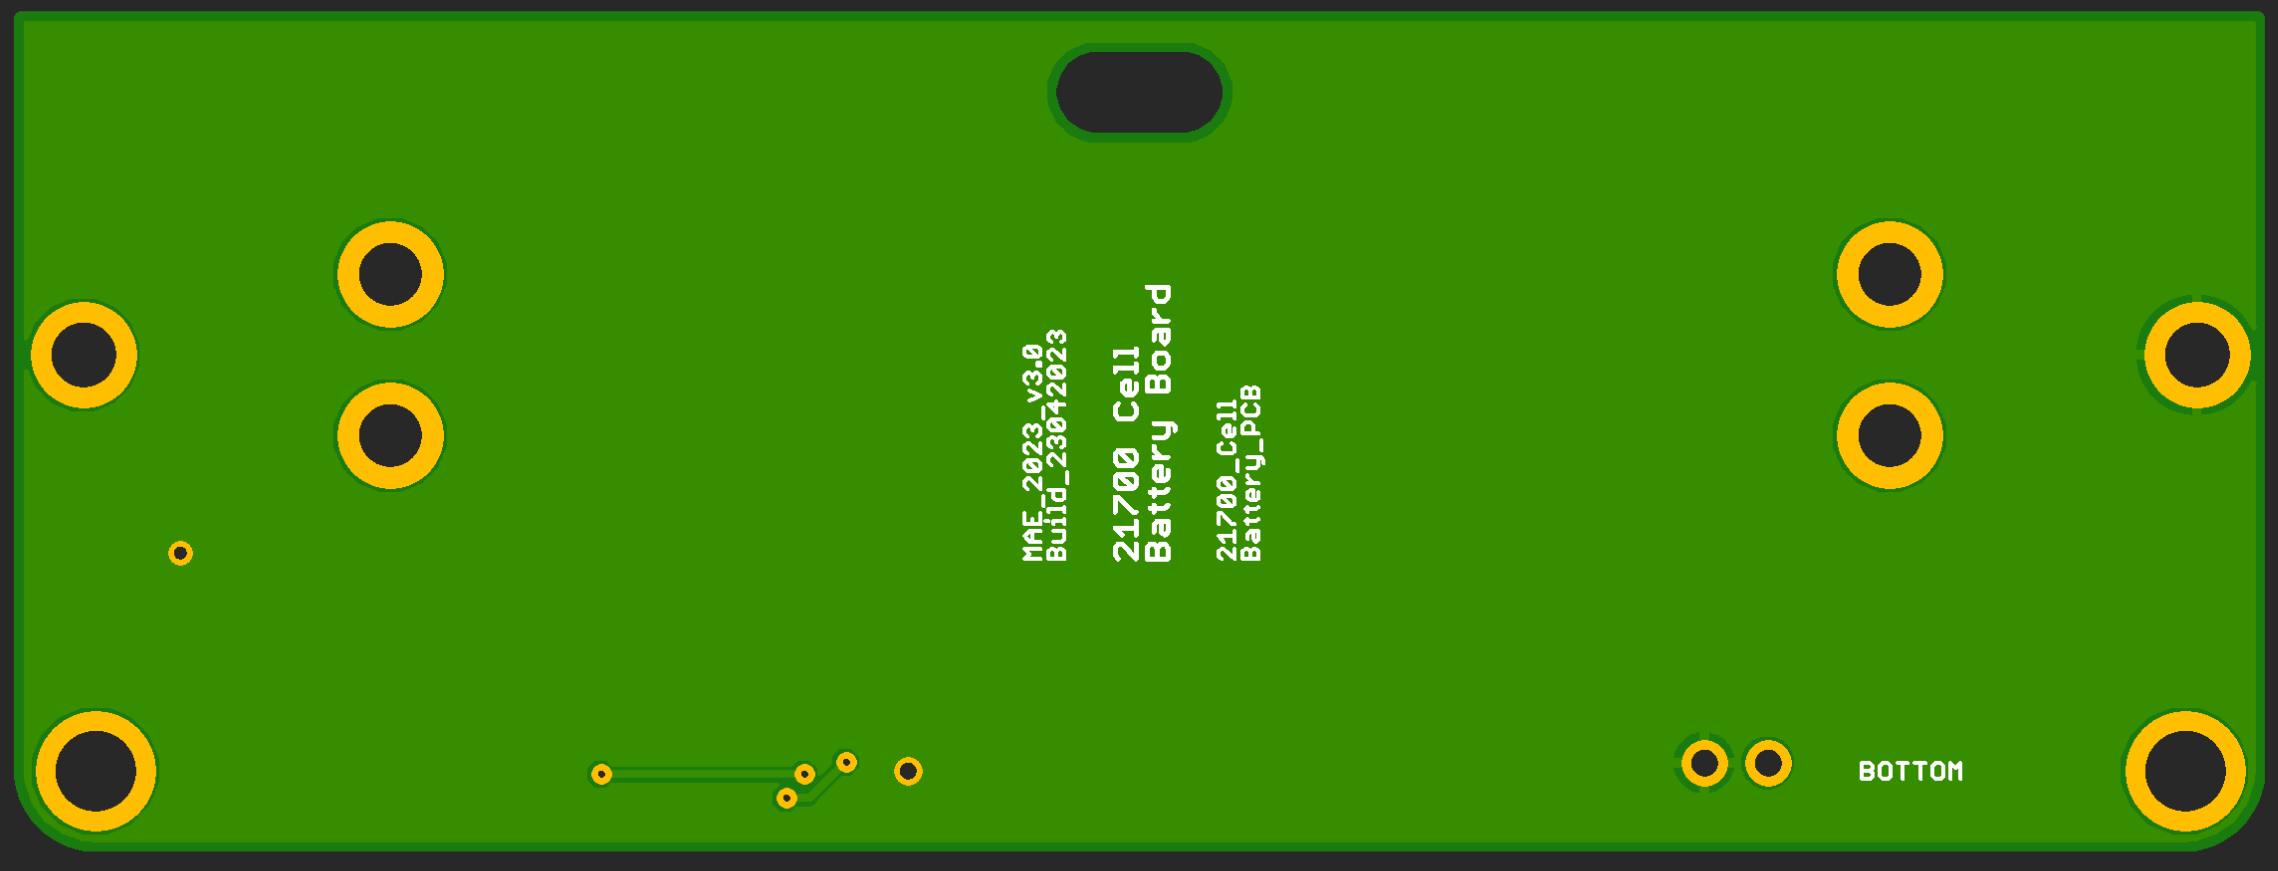 MAE_2023_v3.0
Build_23042023
21700 Cell
Battery Board
21700_Cell
Battery_PCB
BOTTOM